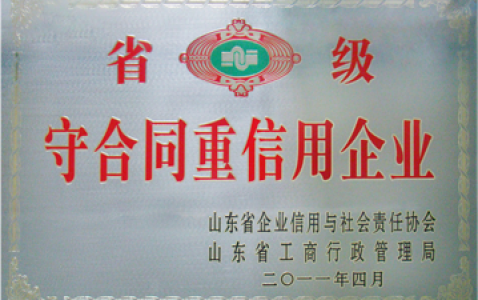 省 级
守合同重信用企业
山东省企业信用与社会责任协会
山东省工商行政管理局
二〇一一年四月